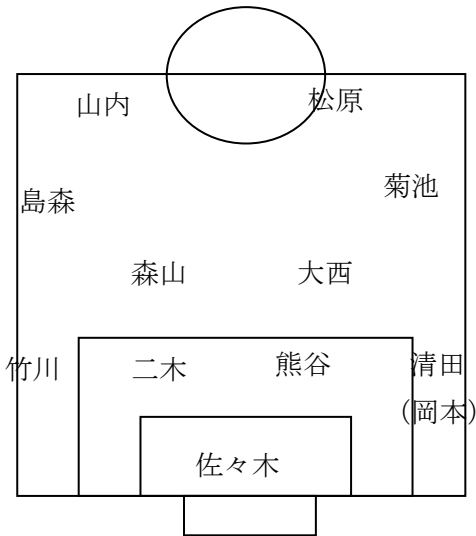 山内
松原
島森
菊池
森山
大西
竹川
二木
熊谷
清田
(岡本)
佐々木